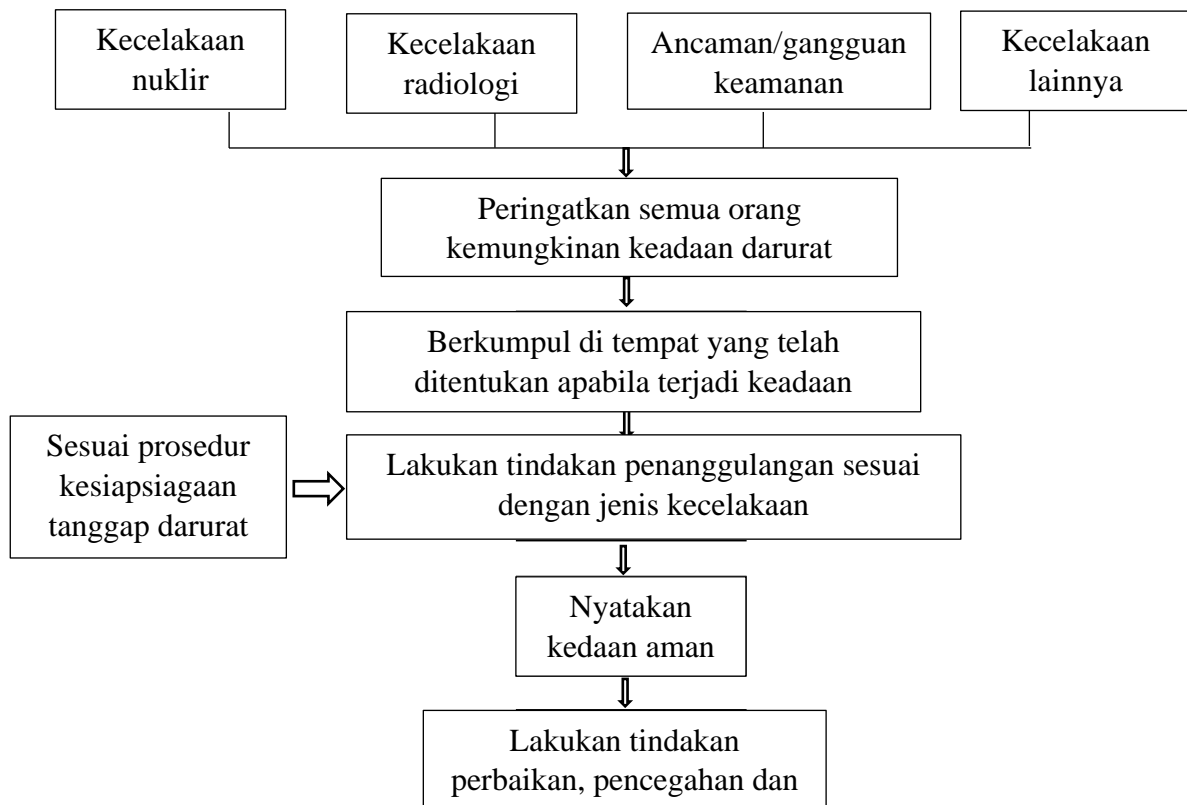 Kecelakaan
nuklir
Kecelakaan
radiologi
Ancaman/gangguan
keamanan
Kecelakaan
lainnya
Peringatkan semua orang
kemungkinan keadaan darurat
Berkumpul di tempat yang telah
ditentukan apabila terjadi keadaan
Sesuai prosedur
kesiapsiagaan
tanggap darurat
Lakukan tindakan penanggulangan sesuai
dengan jenis kecelakaan
Nyatakan
kedaan aman
Lakukan tindakan
perbaikan, pencegahan dan